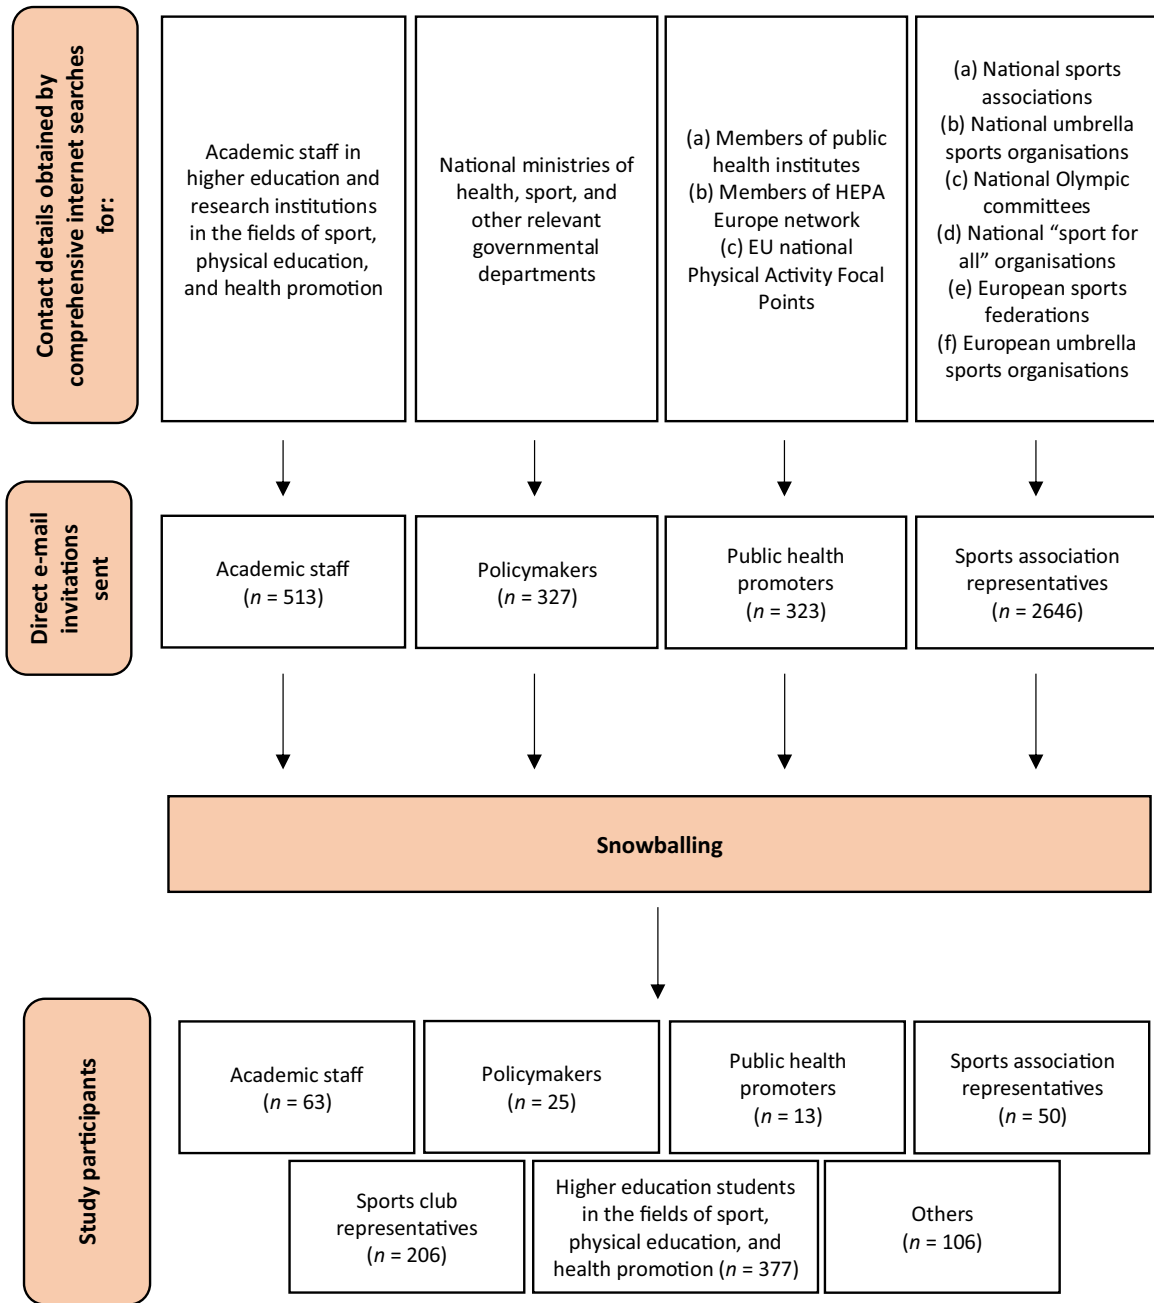 Contact details obtained by
comprehensive internet searches
for:
Academic staff in
higher education and
research institutions
in the fields of sport,
physical education,
and health promotion
National ministries of
health, sport, and
other relevant
governmental
departments
(a) Members of public
health institutes
(b) Members of HEPA
Europe network
(c) EU national
Physical Activity Focal
Points
(a) National sports
associations
(b) National umbrella
sports organisations
(c) National Olympic
committees
(d) National “sport for
all” organisations
(e) European sports
federations
(f) European umbrella
sports organisations
Direct e-mail
invitations
sent
Academic staff
(n = 513)
Policymakers
(n = 327)
Public health
promoters
(n = 323)
Sports association
representatives
(n = 2646)
Snowballing
Study participants
Academic staff
(n = 63)
Policymakers
(n = 25)
Public health
promoters
(n = 13)
Sports association
representatives
(n = 50)
Sports club
representatives
(n = 206)
Higher education students
in the fields of sport,
physical education, and
health promotion (n = 377)
Others
(n = 106)